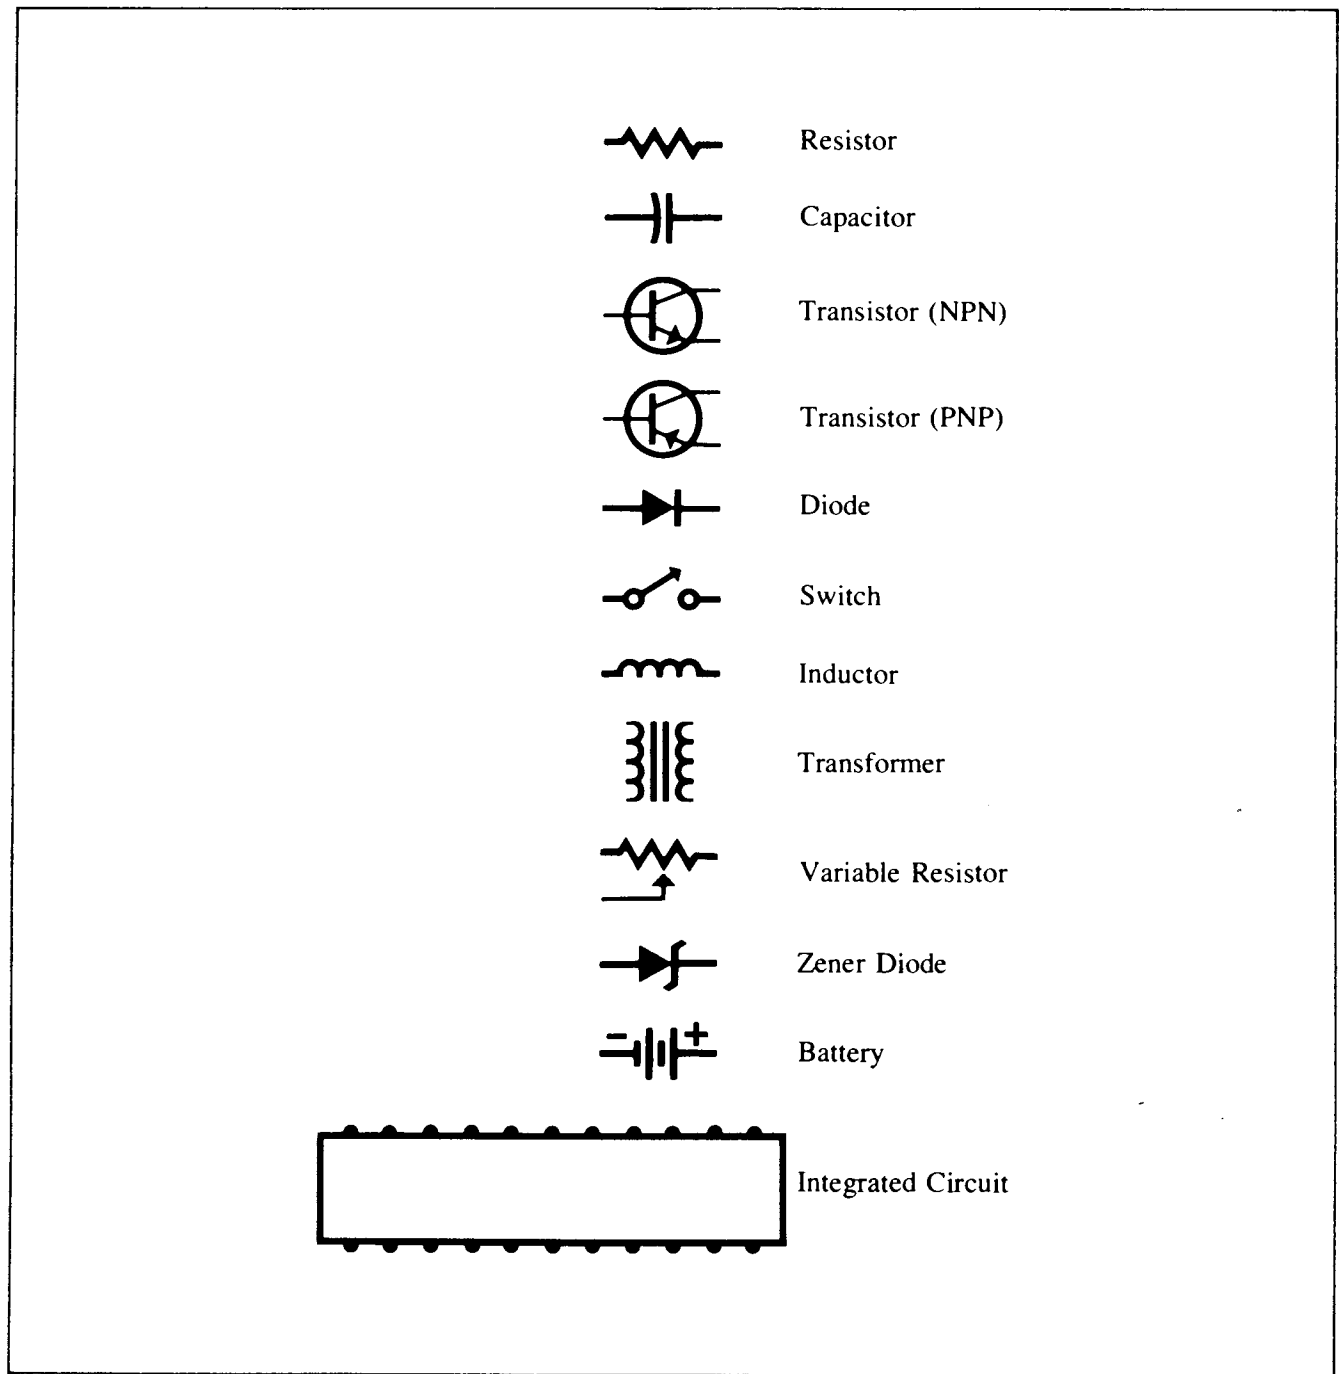 Resistor
Capacitor
Transistor (NPN)
Transistor (PNP)
Diode
Switch
Inductor
Transformer
Variable Resistor
Zener Diode
- +
Battery
Integrated Circuit